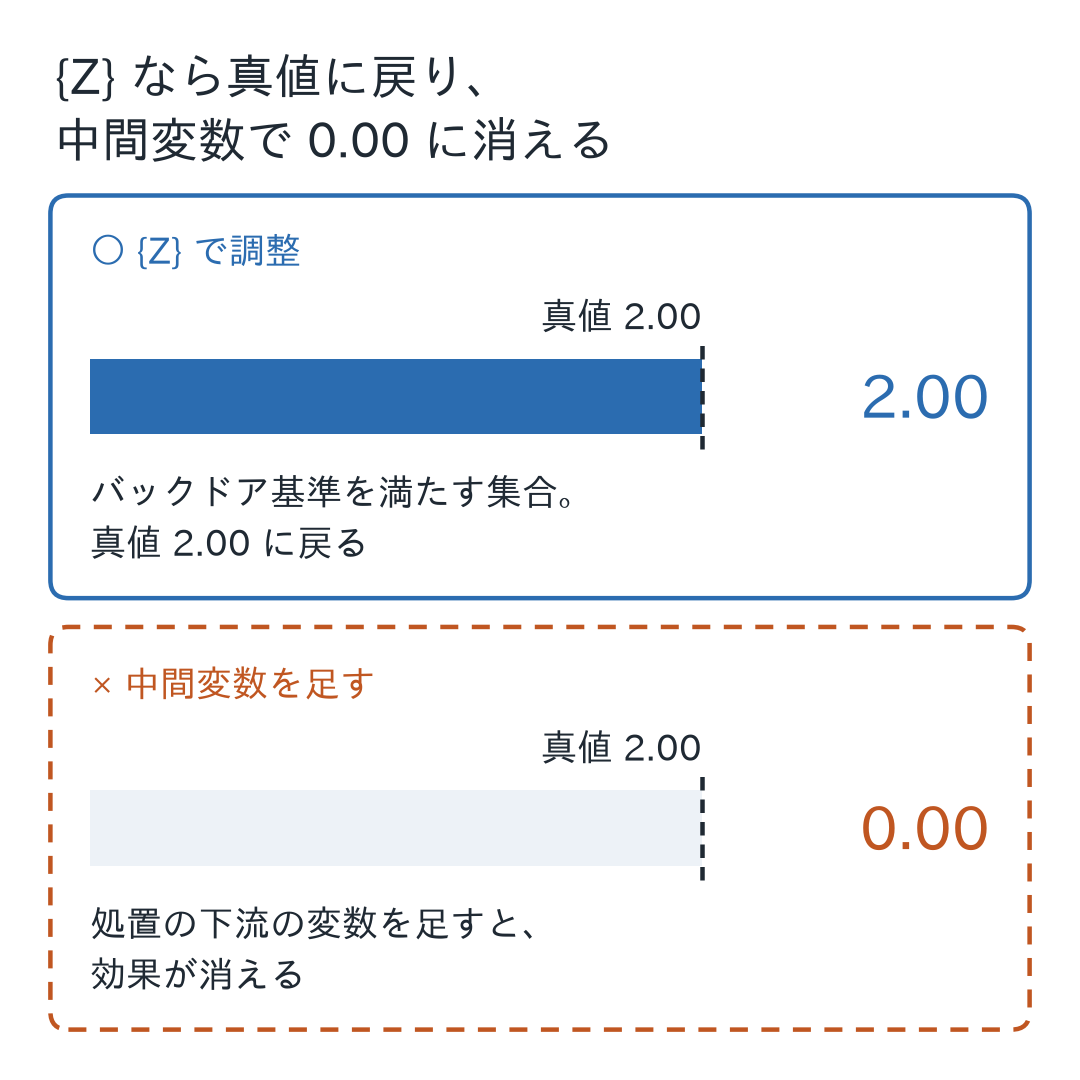 {Z} なら真値に戻り、
中間変数で 0.00 に消える
○ {Z} で調整
真値 2.00
2.00
バックドア基準を満たす集合。
真値 2.00 に戻る
× 中間変数を足す
真値 2.00
0.00
処置の下流の変数を足すと、
効果が消える